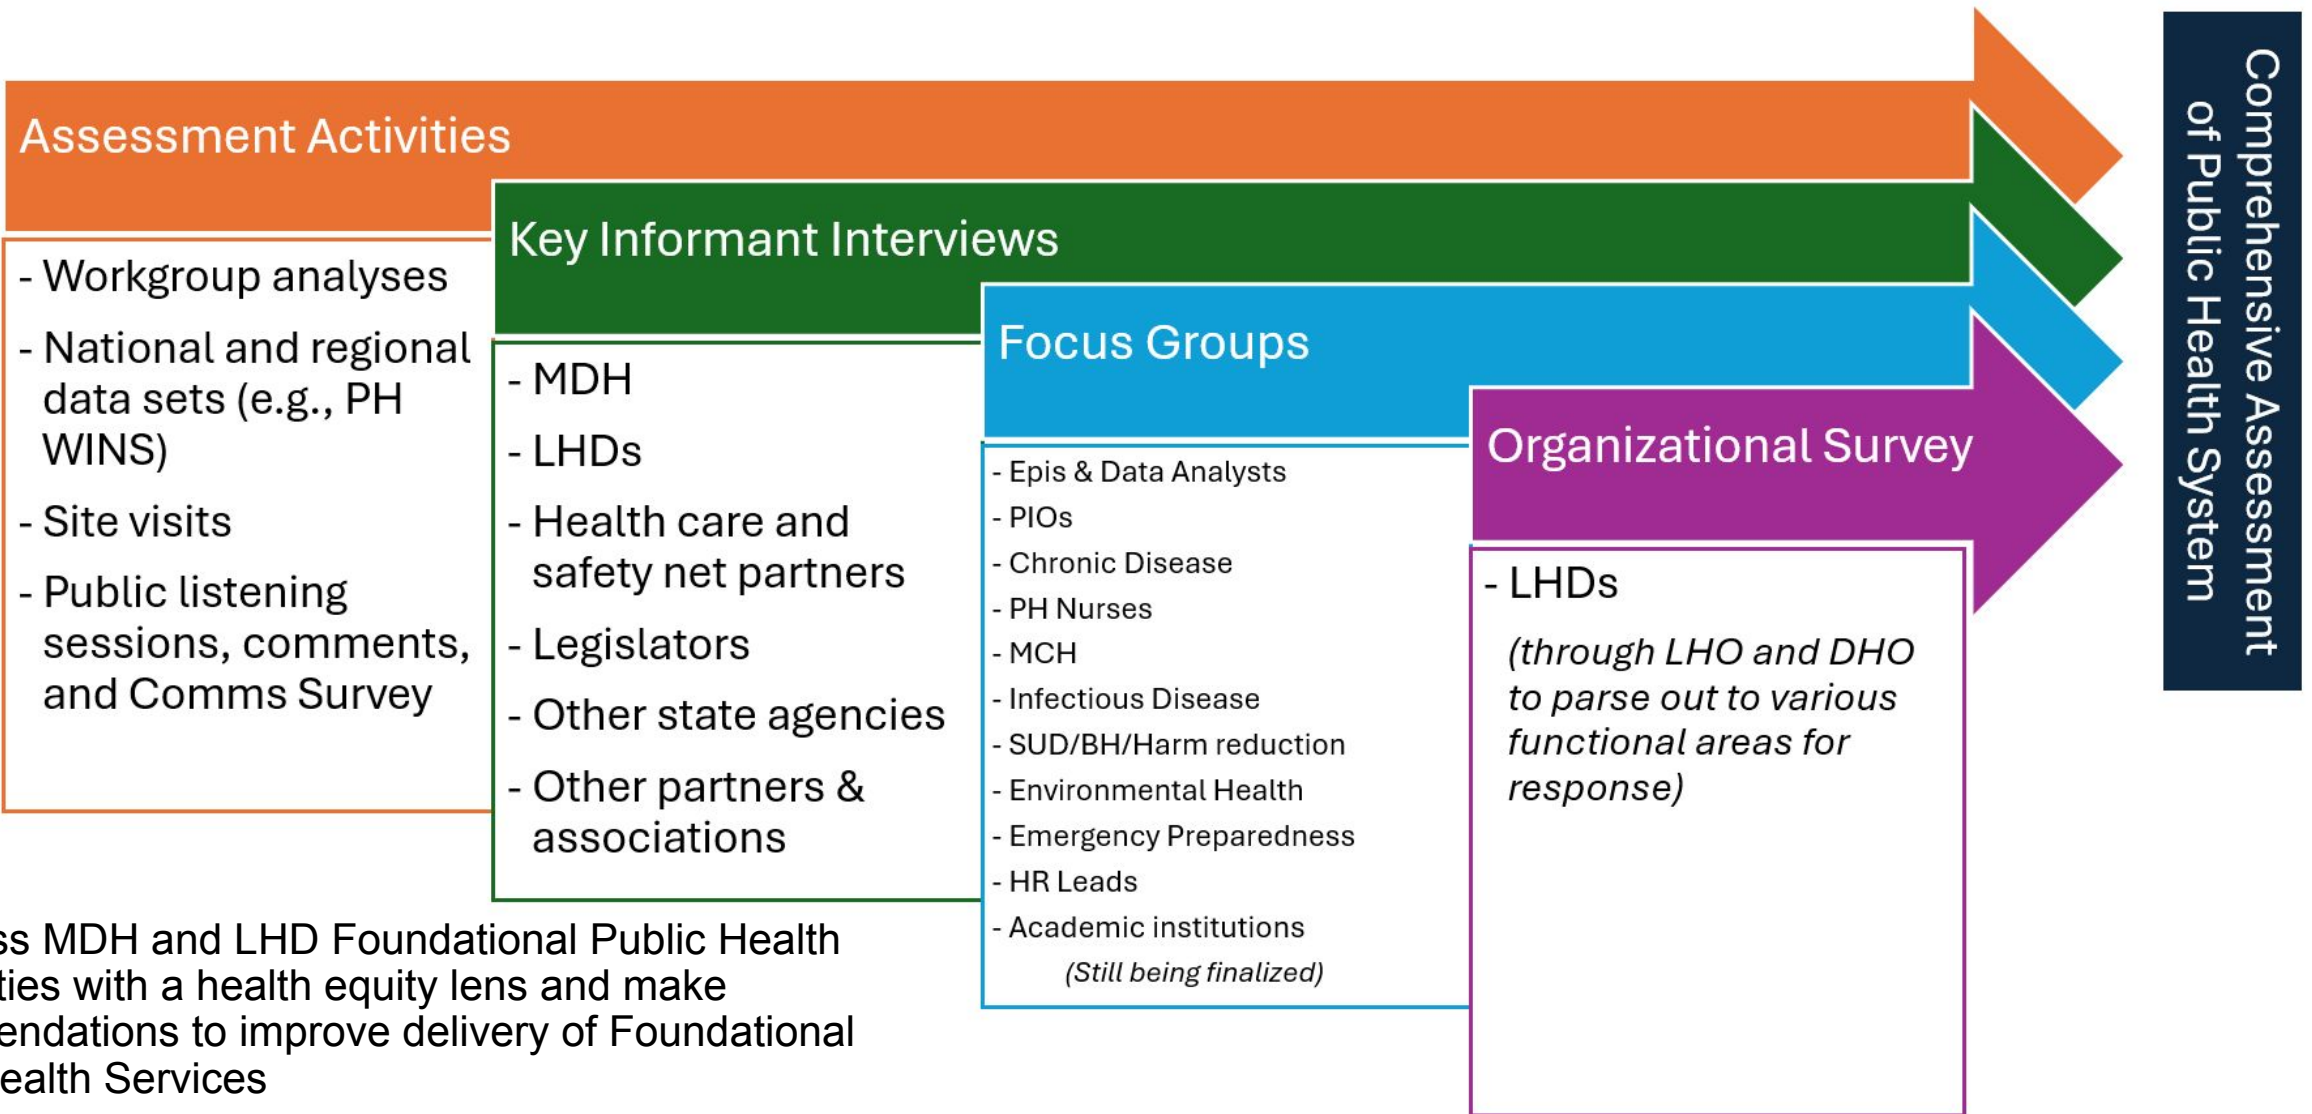 Assessment Activities
- Workgroup analyses
- National and regional
data sets (e.g., PH
WINS)
- Site visits
- Public listening
sessions, comments,
and Comms Survey
Key Informant Interviews
- MDH
- LHDs
- Health care and
safety net partners
- Legislators
- Other state agencies
- Other partners &
associations
Focus Groups
- Epis & Data Analysts
- PIOs
- Chronic Disease
- PH Nurses
- MCH
- Infectious Disease
- SUD/BH/Harm reduction
- Environmental Health
- Emergency Preparedness
- HR Leads
- Academic institutions
(Still being finalized)
Organizational Survey
- LHDs
(through LHO and DHO
to parse out to various
functional areas for
response)
Comprehensive Assessment
of Public Health System
ss MDH and LHD Foundational Public Health
ties with a health equity lens and make
endations to improve delivery of Foundational
ealth Services